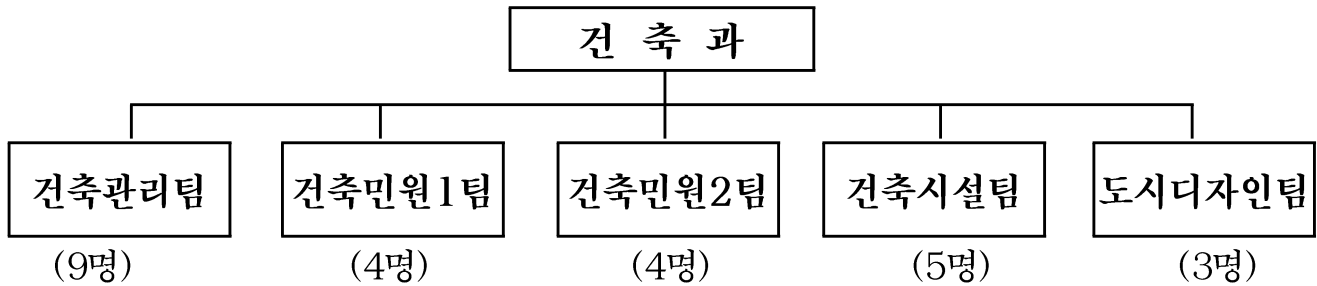 건 축 과
건축관리팀 건축민원1팀 건축민원2팀 건축시설팀 도시디자인팀
(9명) (4명) (4명) (5명) (3명)